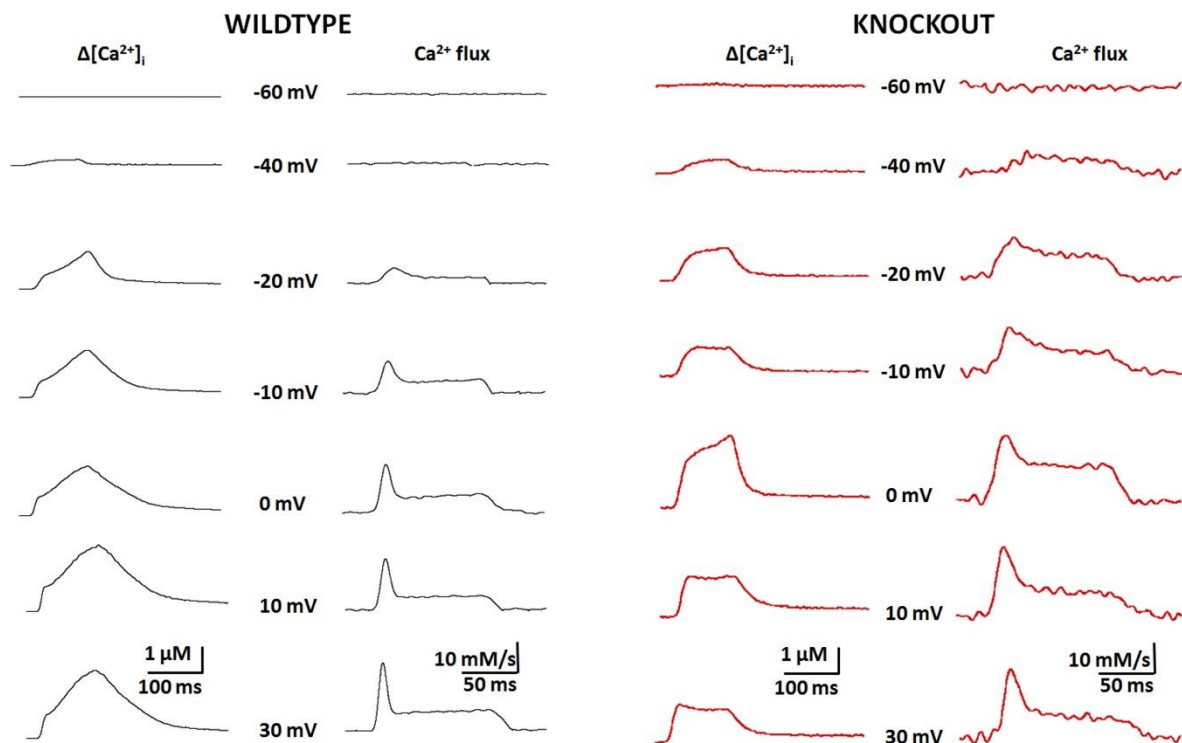 WILDTYPE KNOCKOUT
Δ[Ca²⁺]ᵢ Ca²⁺ flux Δ[Ca²⁺]ᵢ Ca²⁺ flux
-60 mV -60 mV
-40 mV -40 mV
-20 mV -20 mV
-10 mV -10 mV
0 mV 0 mV
10 mV 10 mV
1 µM 10 mM/s 1 µM 10 mM/s
100 ms 50 ms 100 ms 50 ms
30 mV 30 mV